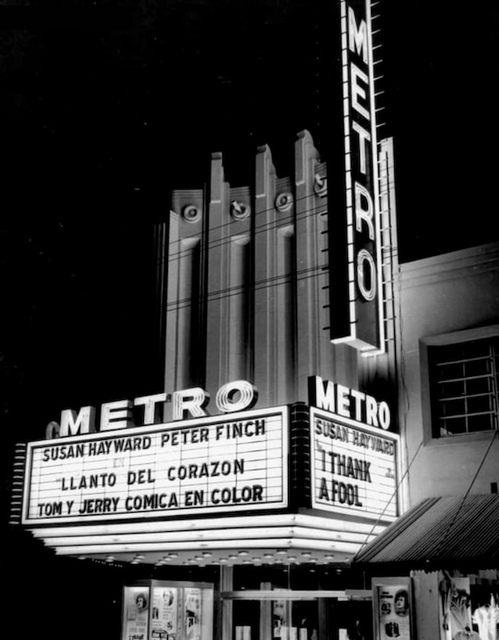 METRO
METRO
SUSAN HAYWARD PETER FINCH
EN
"LLANTO DEL CORAZON
TOM Y JERRY COMICA EN COLOR
METRO
SUSAN HAYWARD
"I THANK
A FOOL